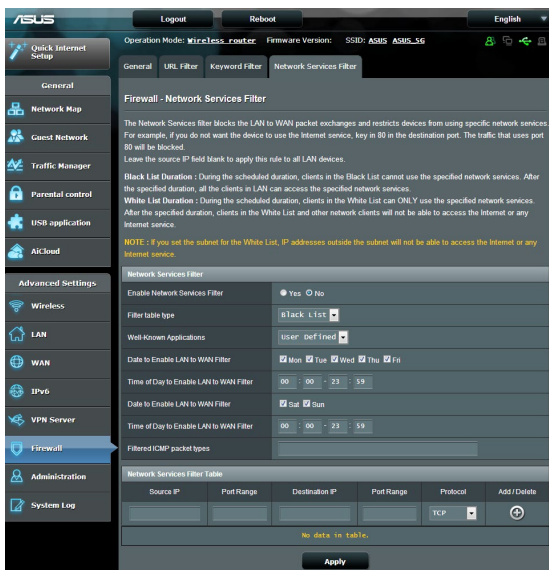 ASUS
Logout
Reboot
English
Quick Internet
Setup
Operation Mode: Wireless router Firmware Version: SSID: ASUS ASUS_5G
General
URL Filter
Keyword Filter
Network Services Filter
General
Network Map
Guest Network
Traffic Manager
Parental control
USB application
AiCloud
Advanced Settings
Wireless
LAN
WAN
IPv6
VPN Server
Firewall
Administration
System Log
Firewall - Network Services Filter
The Network Services filter blocks the LAN to WAN packet exchanges and restricts devices from using specific network services.
For example, if you do not want the device to use the Internet service, key in 80 in the destination port. The traffic that uses port
80 will be blocked.
Leave the source IP field blank to apply this rule to all LAN devices.
Black List Duration : During the scheduled duration, clients in the Black List cannot use the specified network services. After
the specified duration, all the clients in LAN can access the specified network services.
White List Duration : During the scheduled duration, clients in the White List can ONLY use the specified network services.
After the specified duration, clients in the White List and other network clients will not be able to access the Internet or any
Internet service.
NOTE : If you set the subnet for the White List, IP addresses outside the subnet will not be able to access the Internet or any
Internet service.
Network Services Filter
Enable Network Services Filter
Yes No
Filter table type
Black List
Well-Known Applications
User Defined
Date to Enable LAN to WAN Filter
Mon Tue Wed Thu Fri
Time of Day to Enable LAN to WAN Filter
00 : 00 - 23 : 59
Date to Enable LAN to WAN Filter
Sat Sun
Time of Day to Enable LAN to WAN Filter
00 : 00 - 23 : 59
Filtered ICMP packet types
Network Services Filter Table
Source IP
Port Range
Destination IP
Port Range
Protocol
Add / Delete
TCP
No data in table.
Apply